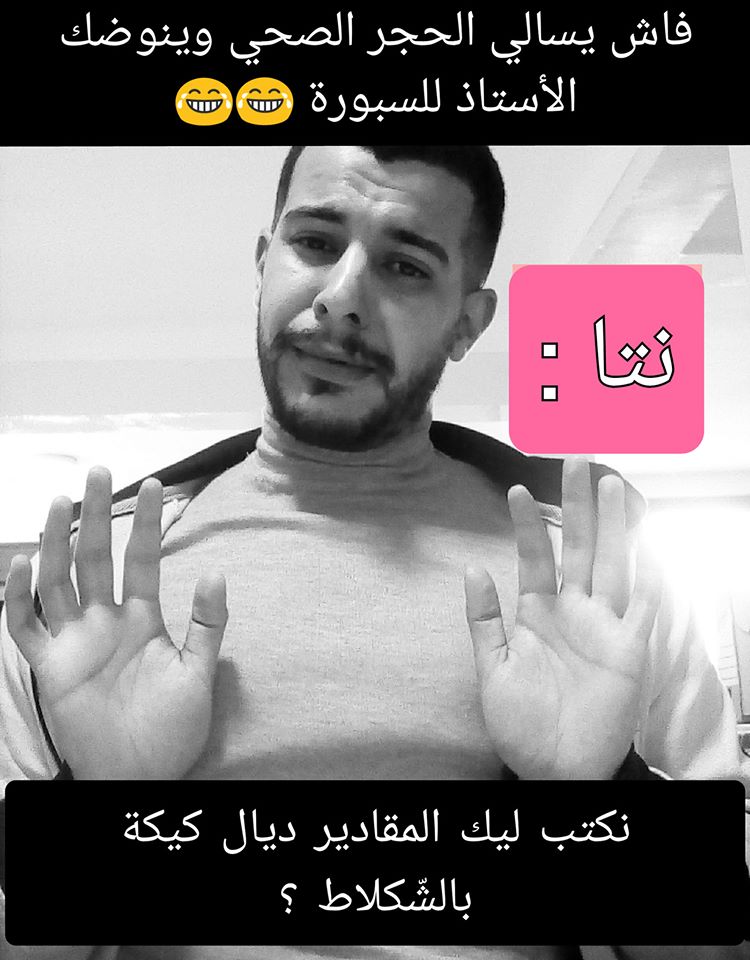 فاش يسالي الحجر الصحي وينوضك
الأستاذ للسبورة 😂😂
نتا :
نكتب ليك المقادير ديال كيكة
بالشّكلاط ؟